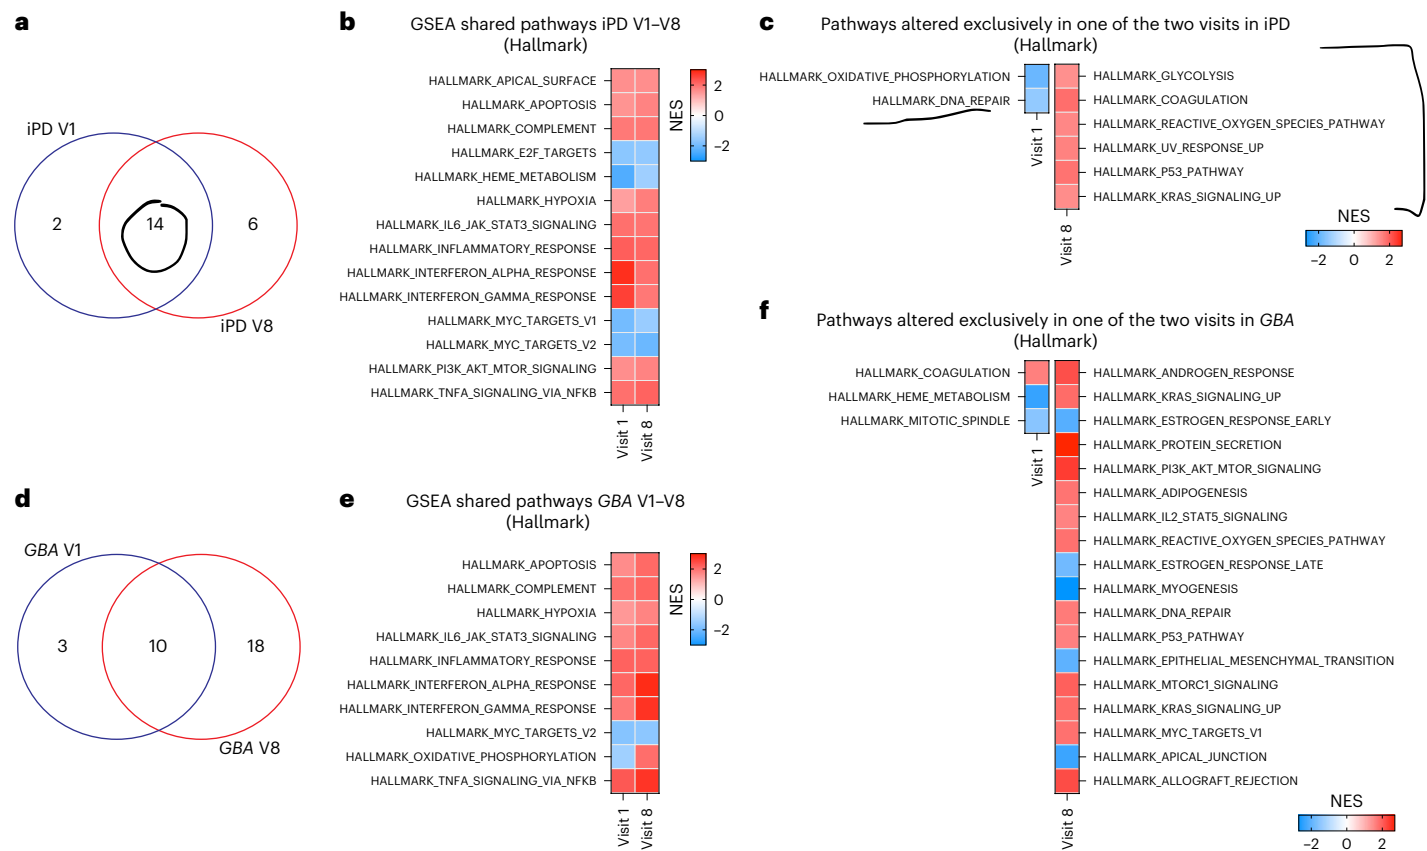 a
iPD V1
2
14
6
iPD V8
b
GSEA shared pathways iPD V1–V8
(Hallmark)
HALLMARK_APICAL_SURFACE
HALLMARK_APOPTOSIS
HALLMARK_COMPLEMENT
HALLMARK_E2F_TARGETS
HALLMARK_HEME_METABOLISM
HALLMARK_HYPOXIA
HALLMARK_IL6_JAK_STAT3_SIGNALING
HALLMARK_INFLAMMATORY_RESPONSE
HALLMARK_INTERFERON_ALPHA_RESPONSE
HALLMARK_INTERFERON_GAMMA_RESPONSE
HALLMARK_MYC_TARGETS_V1
HALLMARK_MYC_TARGETS_V2
HALLMARK_PI3K_AKT_MTOR_SIGNALING
HALLMARK_TNFA_SIGNALING_VIA_NFKB
Visit 1
Visit 8
NES
2
0
−2
c
Pathways altered exclusively in one of the two visits in iPD
(Hallmark)
HALLMARK_OXIDATIVE_PHOSPHORYLATION
HALLMARK_DNA_REPAIR
Visit 1
HALLMARK_GLYCOLYSIS
HALLMARK_COAGULATION
HALLMARK_REACTIVE_OXYGEN_SPECIES_PATHWAY
HALLMARK_UV_RESPONSE_UP
HALLMARK_P53_PATHWAY
HALLMARK_KRAS_SIGNALING_UP
Visit 8
NES
−2 0 2
d
GBA V1
3
10
18
GBA V8
e
GSEA shared pathways GBA V1–V8
(Hallmark)
HALLMARK_APOPTOSIS
HALLMARK_COMPLEMENT
HALLMARK_HYPOXIA
HALLMARK_IL6_JAK_STAT3_SIGNALING
HALLMARK_INFLAMMATORY_RESPONSE
HALLMARK_INTERFERON_ALPHA_RESPONSE
HALLMARK_INTERFERON_GAMMA_RESPONSE
HALLMARK_MYC_TARGETS_V2
HALLMARK_OXIDATIVE_PHOSPHORYLATION
HALLMARK_TNFA_SIGNALING_VIA_NFKB
Visit 1
Visit 8
NES
2
0
−2
f
Pathways altered exclusively in one of the two visits in GBA
(Hallmark)
HALLMARK_COAGULATION
HALLMARK_HEME_METABOLISM
HALLMARK_MITOTIC_SPINDLE
Visit 1
HALLMARK_ANDROGEN_RESPONSE
HALLMARK_KRAS_SIGNALING_UP
HALLMARK_ESTROGEN_RESPONSE_EARLY
HALLMARK_PROTEIN_SECRETION
HALLMARK_PI3K_AKT_MTOR_SIGNALING
HALLMARK_ADIPOGENESIS
HALLMARK_IL2_STAT5_SIGNALING
HALLMARK_REACTIVE_OXYGEN_SPECIES_PATHWAY
HALLMARK_ESTROGEN_RESPONSE_LATE
HALLMARK_MYOGENESIS
HALLMARK_DNA_REPAIR
HALLMARK_P53_PATHWAY
HALLMARK_EPITHELIAL_MESENCHYMAL_TRANSITION
HALLMARK_MTORC1_SIGNALING
HALLMARK_KRAS_SIGNALING_UP
HALLMARK_MYC_TARGETS_V1
HALLMARK_APICAL_JUNCTION
HALLMARK_ALLOGRAFT_REJECTION
Visit 8
NES
−2 0 2